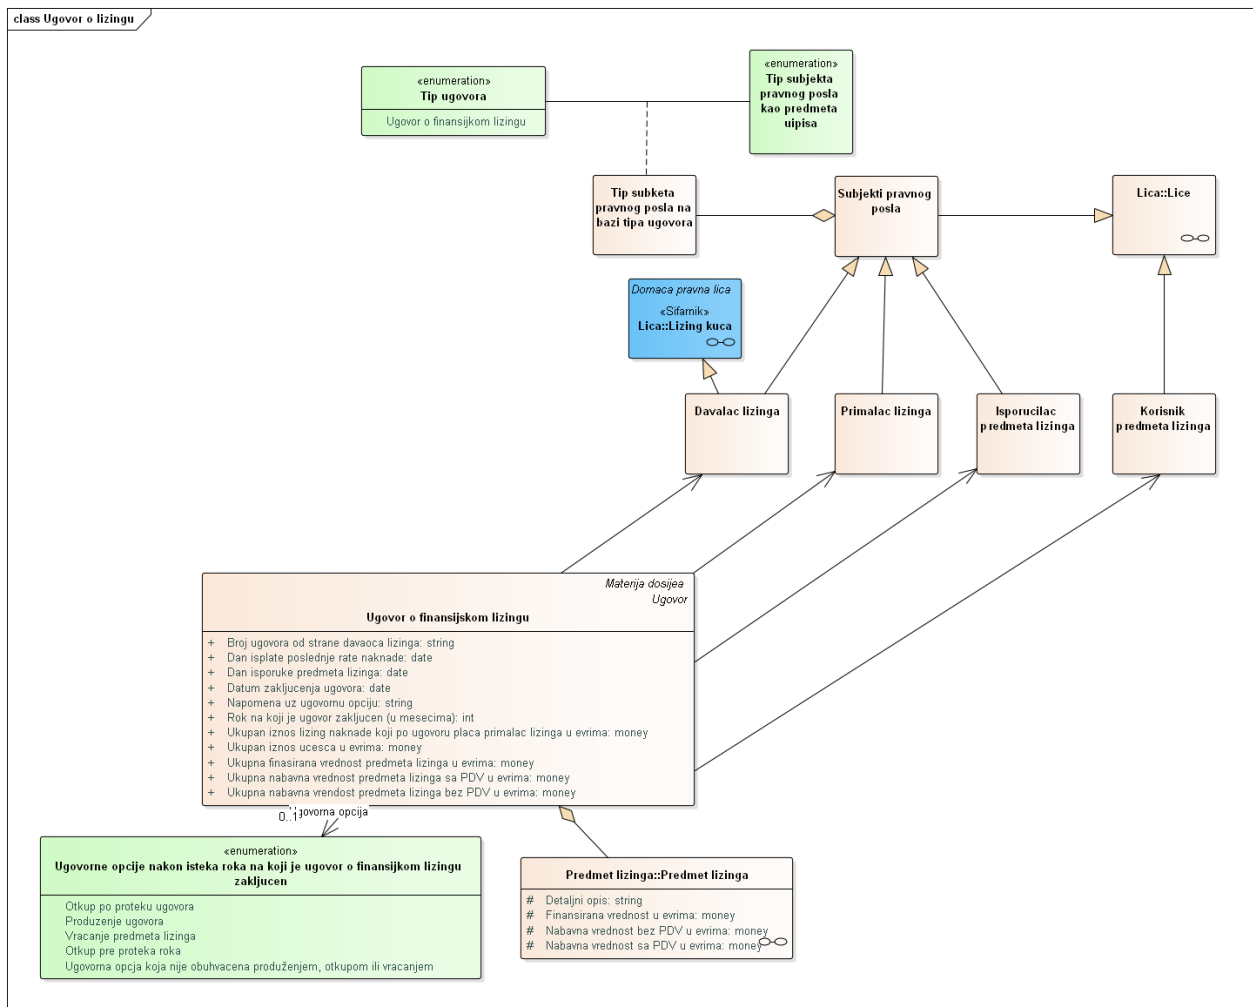 class Ugovor o lizingu
«enumeration»
Tip ugovora
Ugovor o finansijkom lizingu
«enumeration»
Tip subjekta
pravnog posla
kao predmeta
uipisa
Tip subketa
pravnog posla na
bazi tipa ugovora
Subjekti pravnog
posla
Lica::Lice
Domaca pravna lica
«Sifarnik»
Lica::Lizing kuca
Davalac lizinga
Primalac lizinga
Isporucilac
predmeta lizinga
Korisnik
predmeta lizinga
Materija dosijea
Ugovor
Ugovor o finansijskom lizingu
+ Broj ugovora od strane davaoca lizinga: string
+ Dan isplate poslednje rate naknade: date
+ Dan isporuke predmeta lizinga: date
+ Datum zakljucenja ugovora: date
+ Napomena uz ugovornu opciju: string
+ Rok na koji je ugovor zakljucen (u mesecima): int
+ Ukupan iznos lizing naknade koji po ugovoru placa primalac lizinga u evrima: money
+ Ukupan iznos ucesca u evrima: money
+ Ukupna finasirana vrednost predmeta lizinga u evrima: money
+ Ukupna nabavna vrednost predmeta lizinga sa PDV u evrima: money
+ Ukupna nabavna vrendost predmeta lizinga bez PDV u evrima: money
Ugovorna opcija
0..1
«enumeration»
Ugovorne opcije nakon isteka roka na koji je ugovor o finansijkom lizingu
zakljucen
Otkup po proteku ugovora
Produzenje ugovora
Vracanje predmeta lizinga
Otkup pre proteka roka
Ugovorna opcja koja nije obuhvacena produženjem, otkupom ili vracanjem
Predmet lizinga::Predmet lizinga
# Detaljni opis: string
# Finansirana vrednost u evrima: money
# Nabavna vrednost bez PDV u evrima: money
# Nabavna vrednost sa PDV u evrima: money